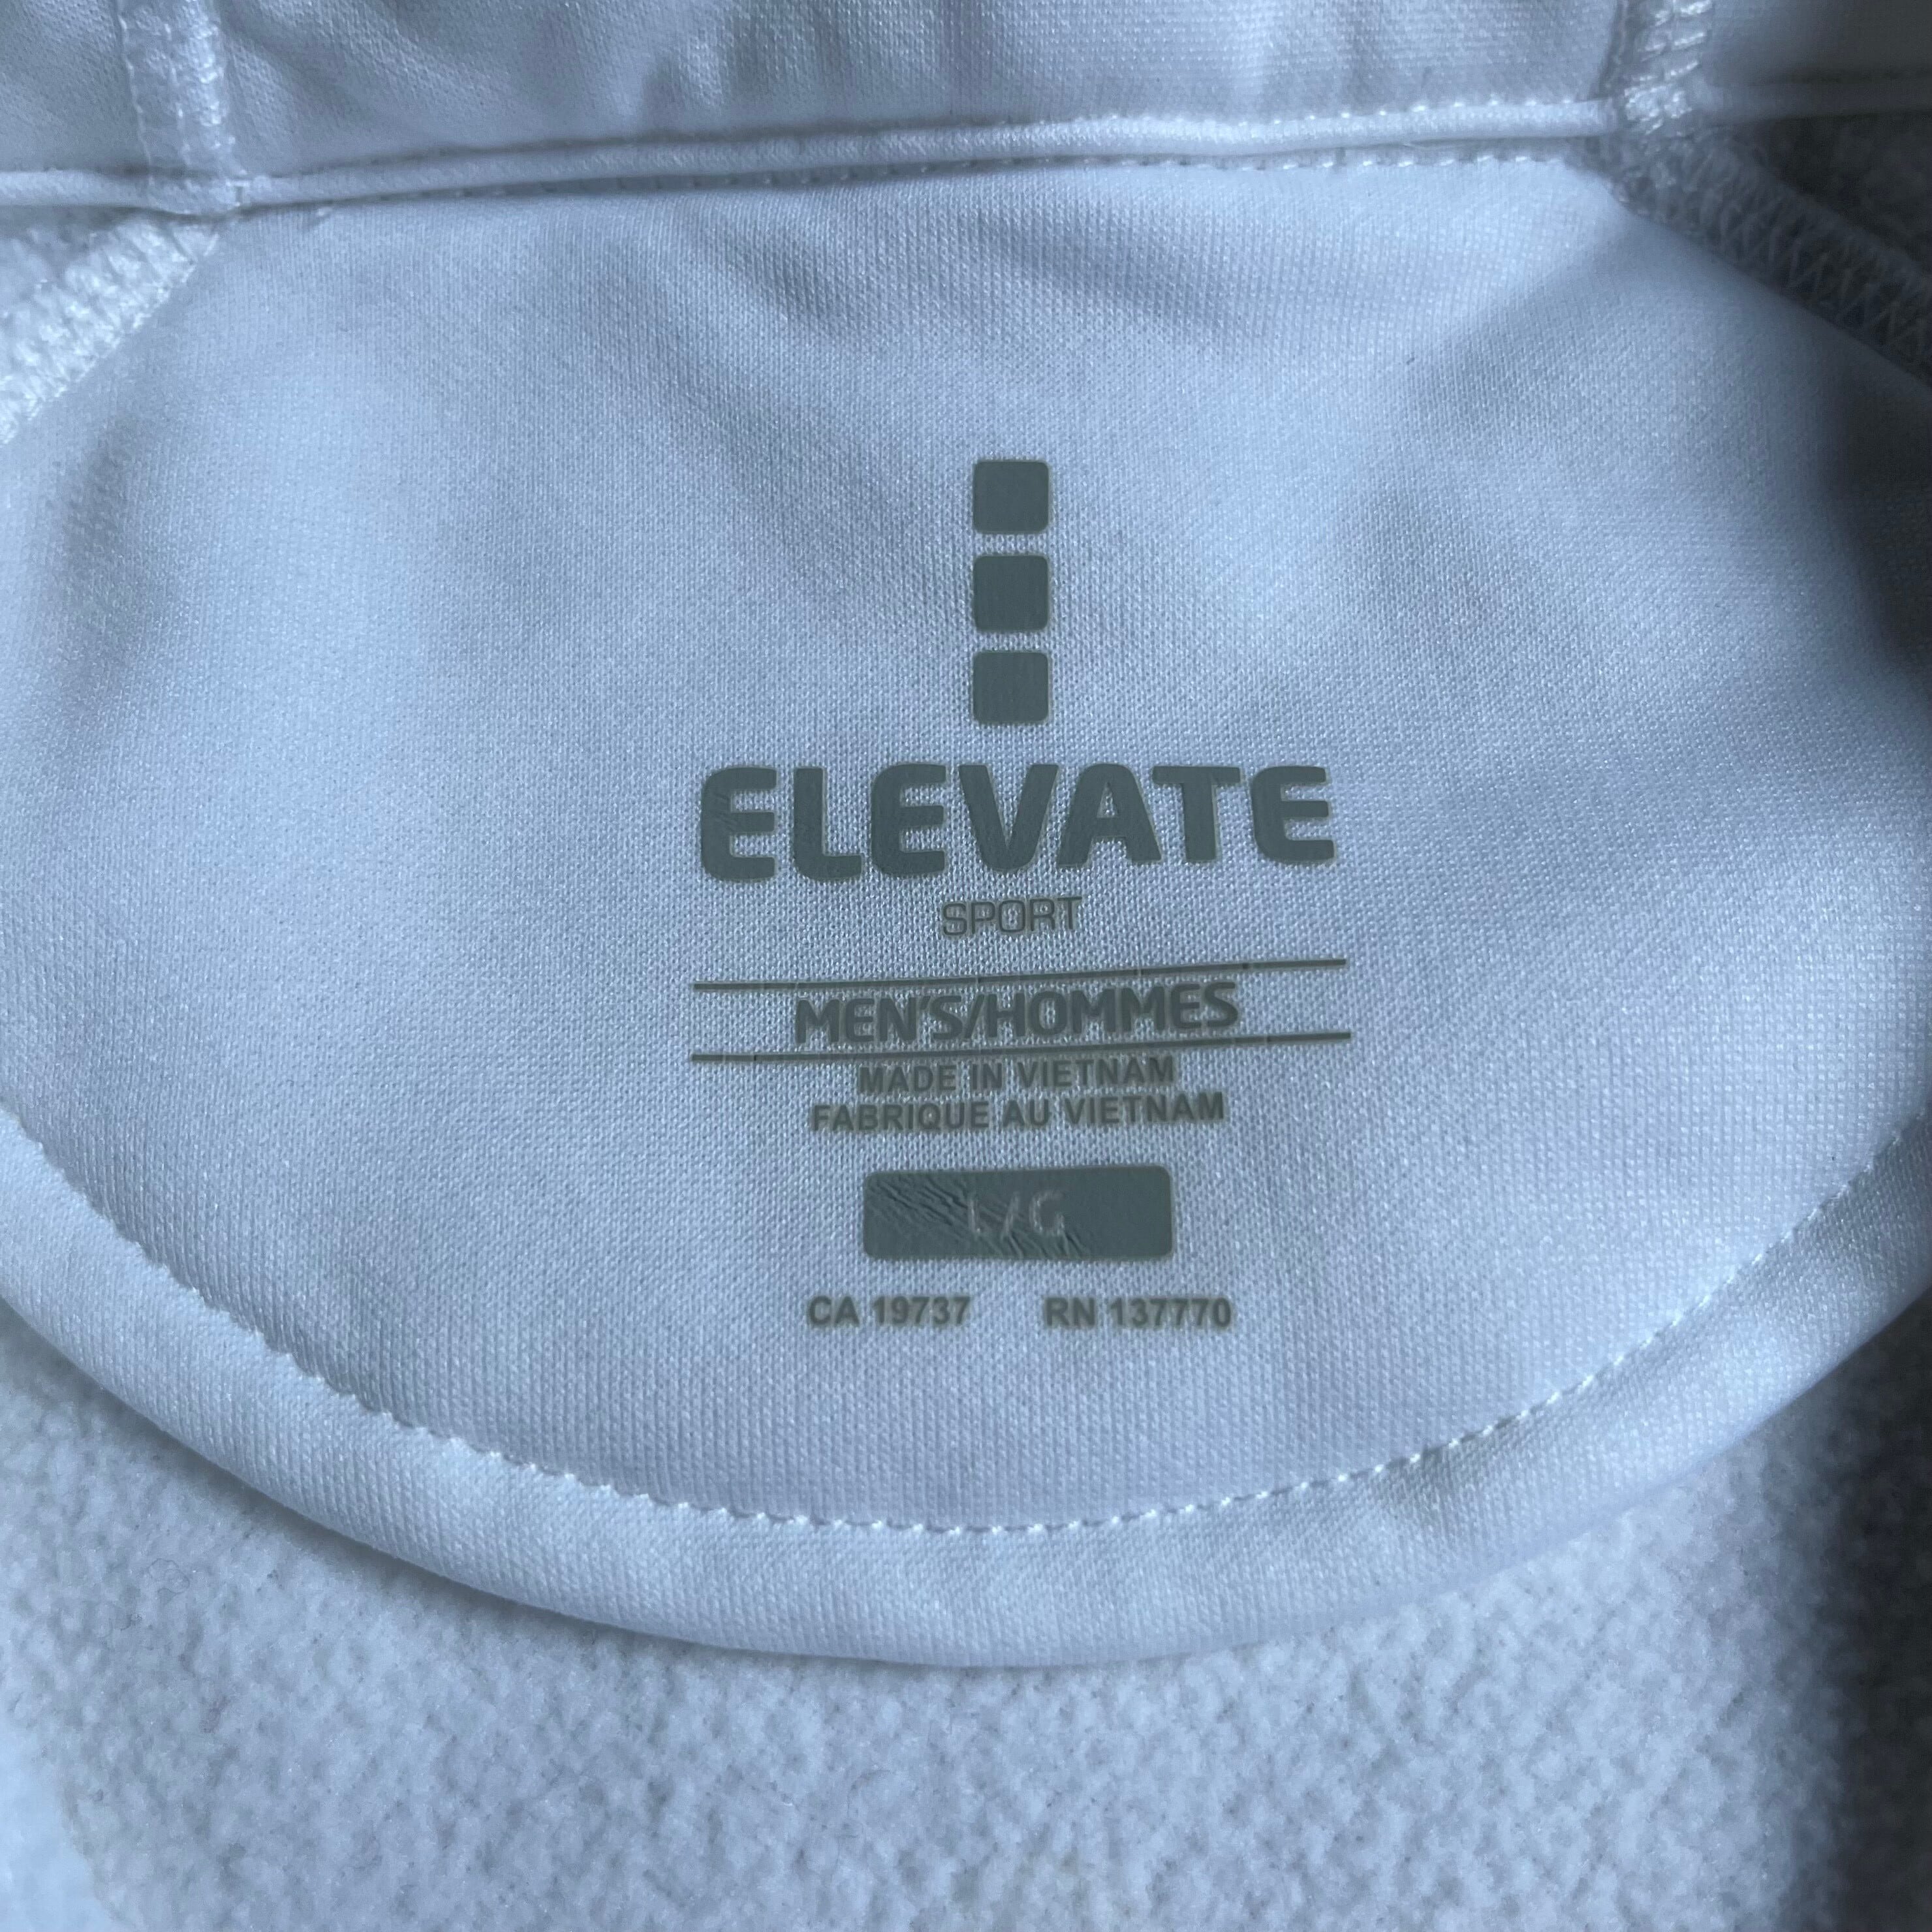 ELEVATE
SPORT
MEN'S/HOMMES
MADE IN VIETNAM
FABRIQUE AU VIETNAM
L/G
CA 19737 RN 137770